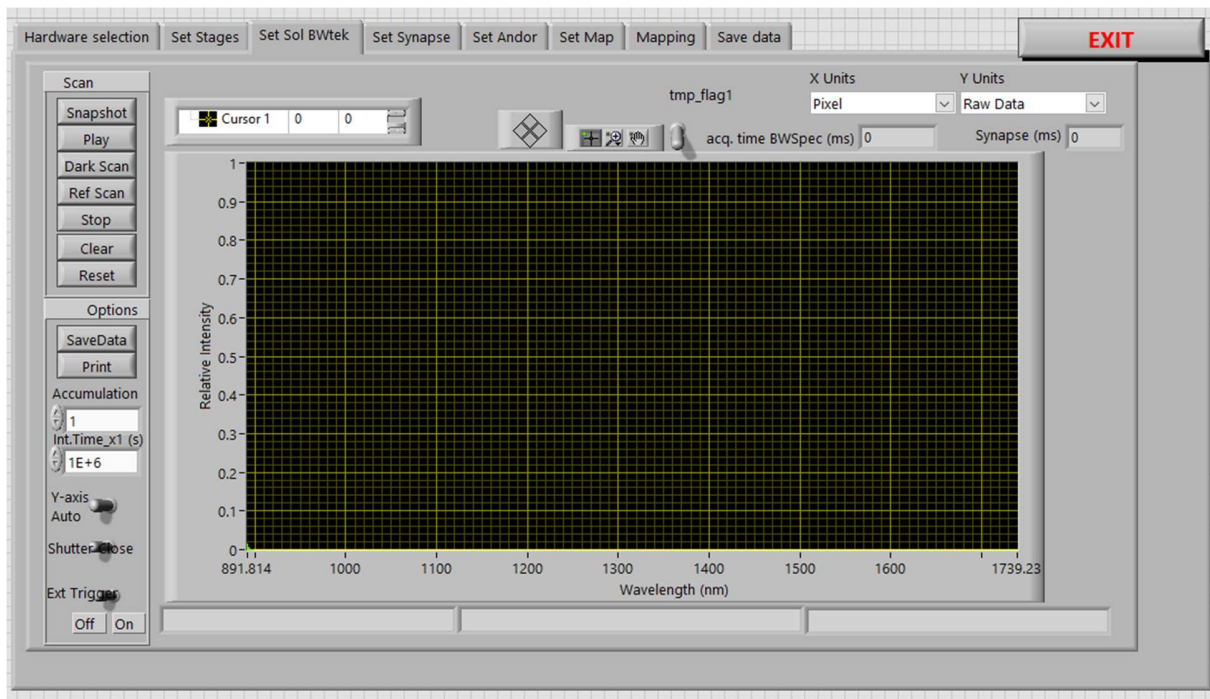 Hardware selection Set Stages Set Sol BWtek Set Synapse Set Andor Set Map Mapping Save data EXIT
Scan
Snapshot
Play
Dark Scan
Ref Scan
Stop
Clear
Reset
Options
SaveData
Print
Accumulation
1
Int.Time_x1 (s)
1E+6
Y-axis
Auto
Shutter Close
Ext Trigger
Off On
Cursor 1 0 0
tmp_flag1
X Units Y Units
Pixel Raw Data
acq. time BWSpec (ms) 0 Synapse (ms) 0
Relative Intensity
1
0.9
0.8
0.7
0.6
0.5
0.4
0.3
0.2
0.1
0
891.814 1000 1100 1200 1300 1400 1500 1600 1739.23
Wavelength (nm)